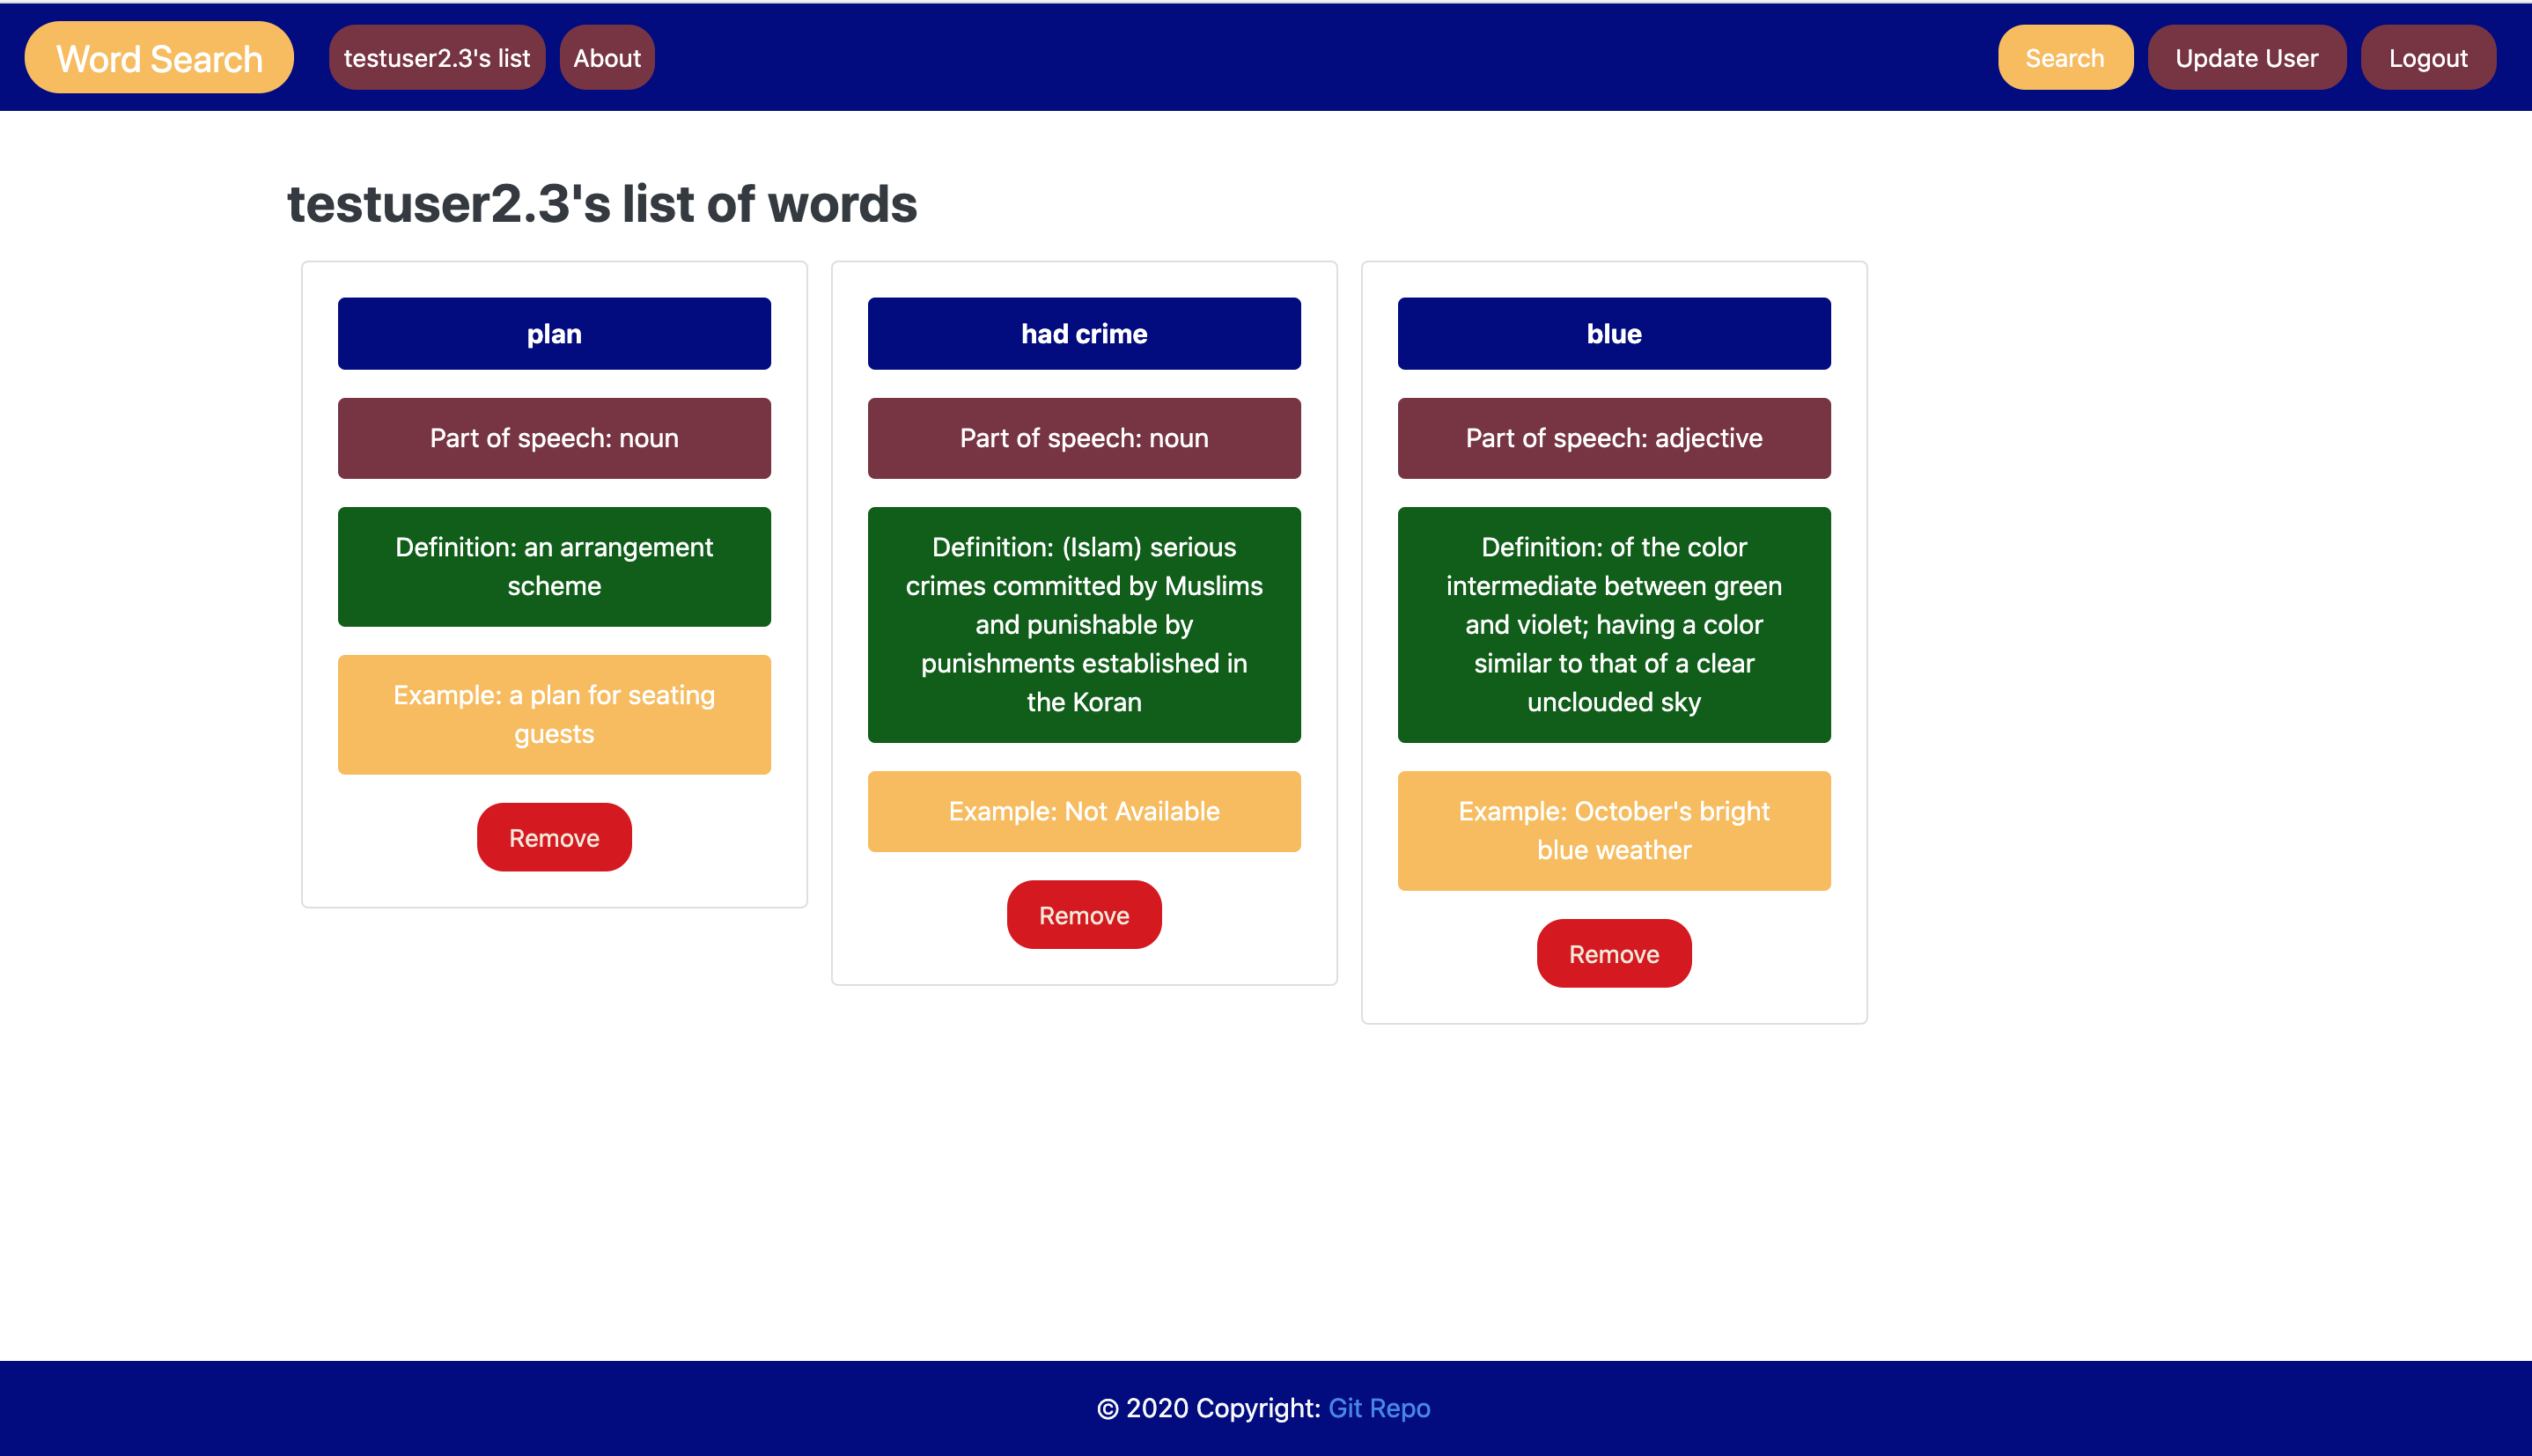 Word Search
testuser2.3's list
About
Search
Update User
Logout
testuser2.3's list of words
plan
Part of speech: noun
Definition: an arrangement
scheme
Example: a plan for seating
guests
Remove
had crime
Part of speech: noun
Definition: (Islam) serious
crimes committed by Muslims
and punishable by
punishments established in
the Koran
Example: Not Available
Remove
blue
Part of speech: adjective
Definition: of the color
intermediate between green
and violet; having a color
similar to that of a clear
unclouded sky
Example: October's bright
blue weather
Remove
© 2020 Copyright: Git Repo